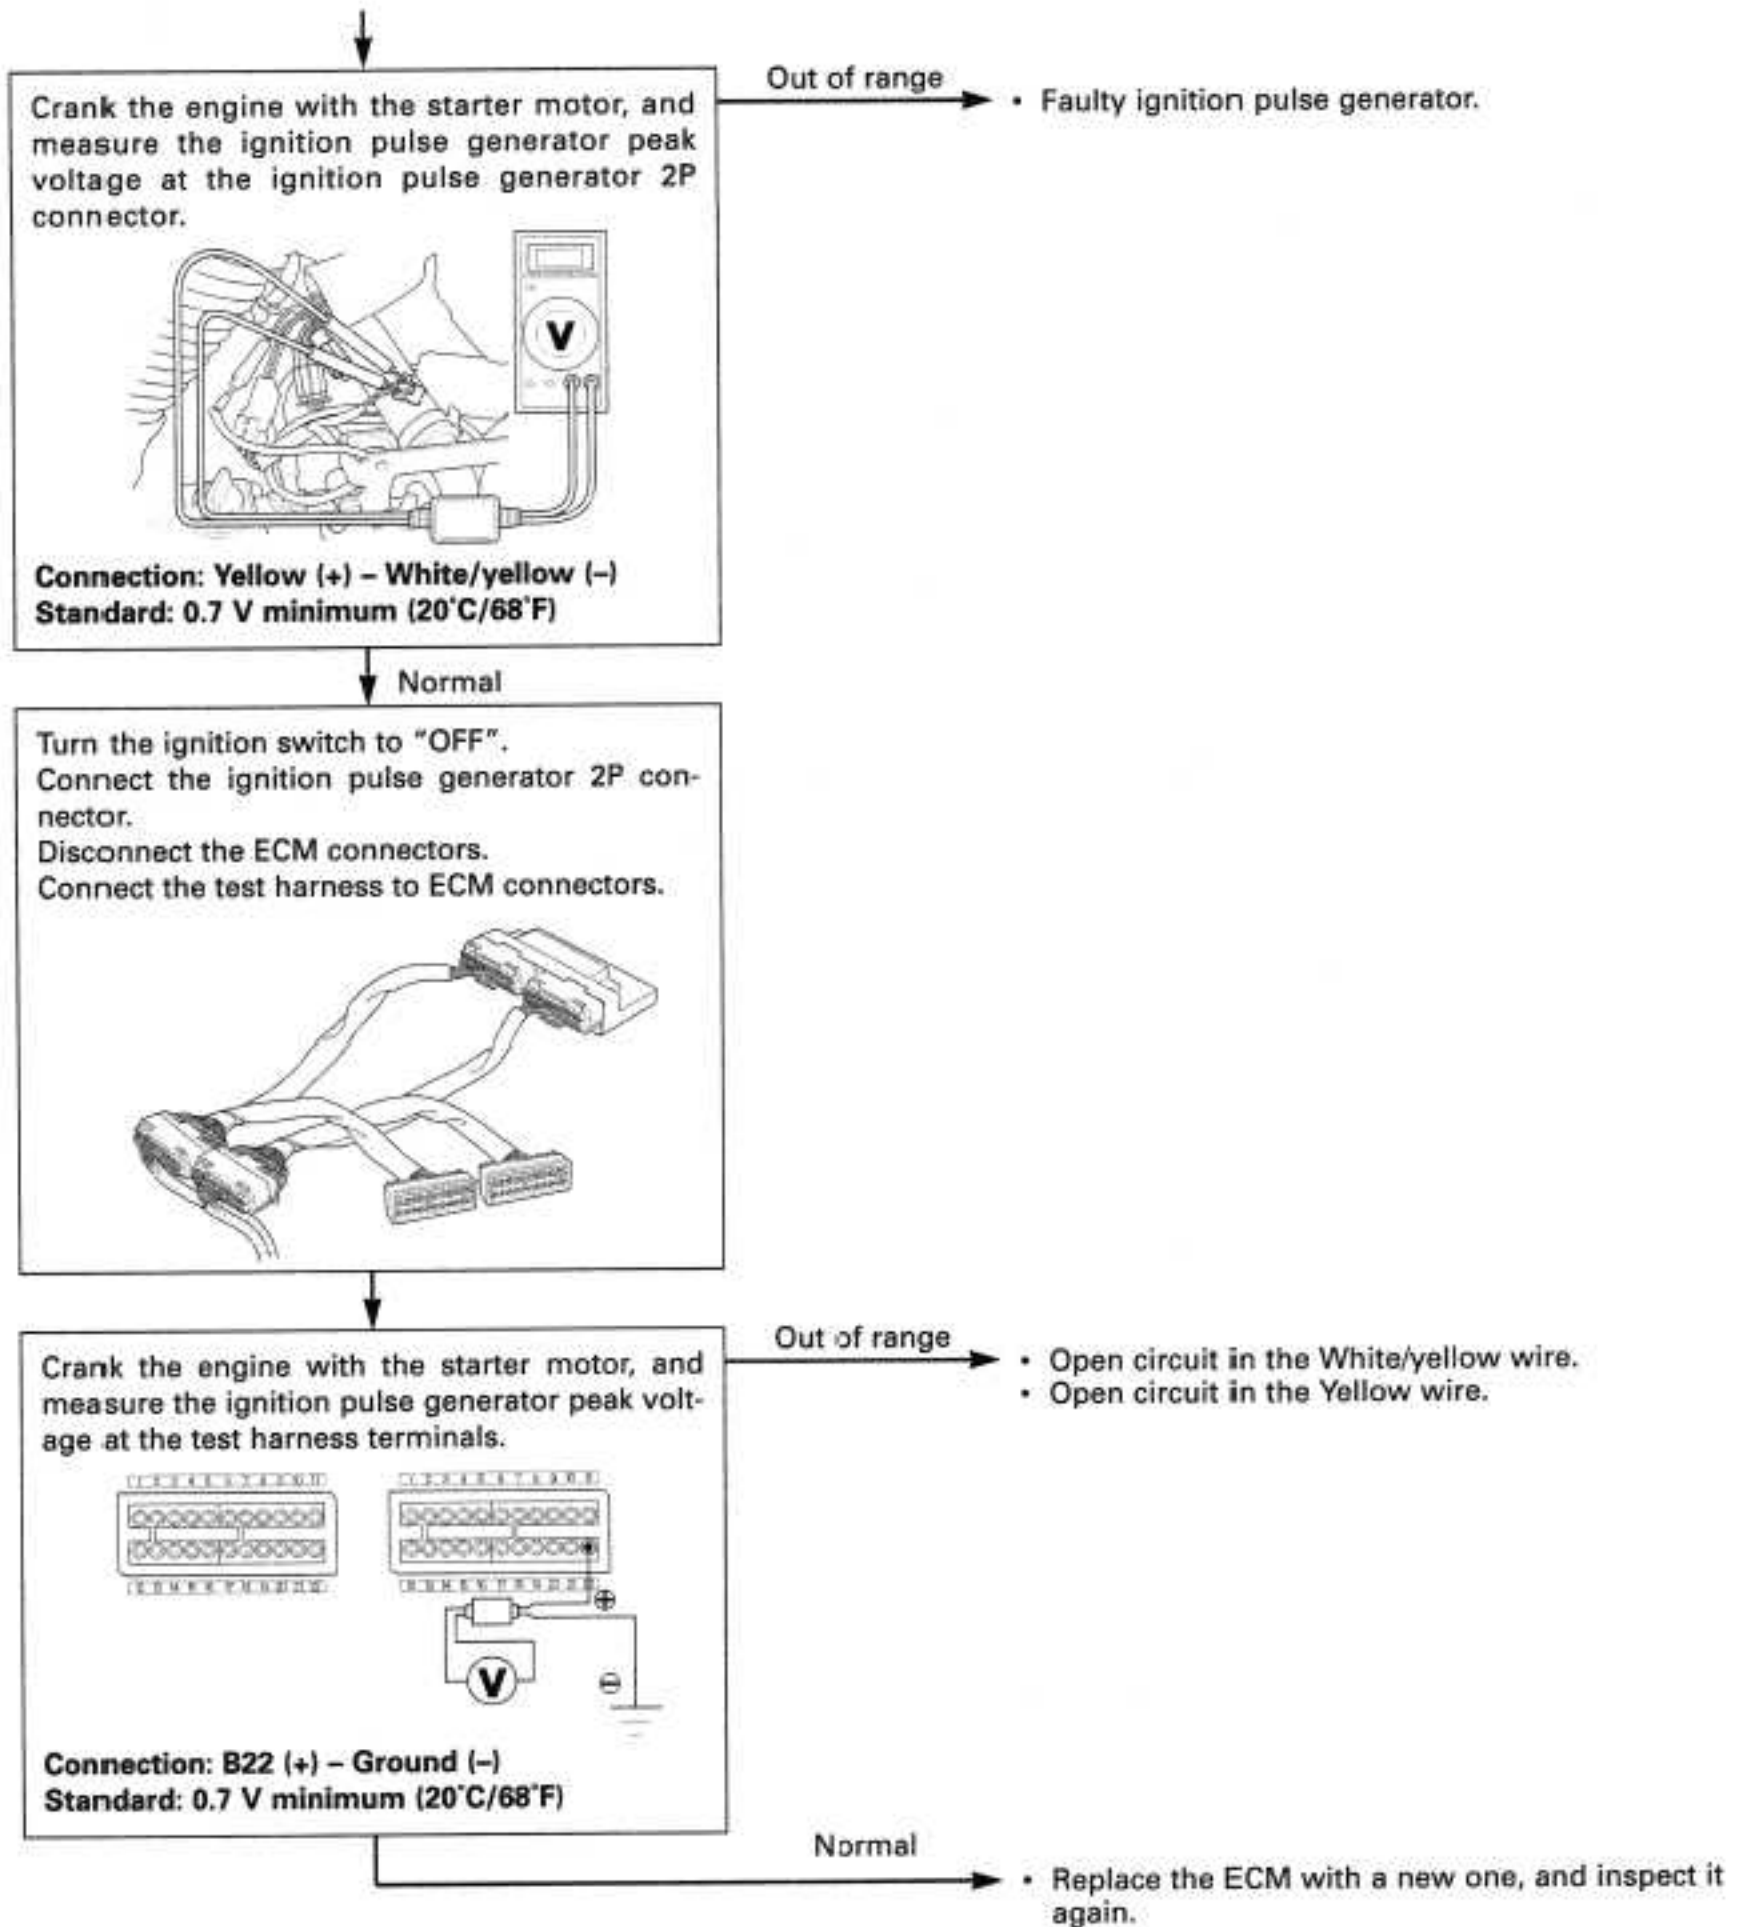 Crank the engine with the starter motor, and
measure the ignition pulse generator peak
voltage at the ignition pulse generator 2P
connector.
Out of range
• Faulty ignition pulse generator.
V
Connection: Yellow (+) – White/yellow (–)
Standard: 0.7 V minimum (20°C/68°F)
Normal
Turn the ignition switch to "OFF".
Connect the ignition pulse generator 2P con-
nector.
Disconnect the ECM connectors.
Connect the test harness to ECM connectors.
Crank the engine with the starter motor, and
measure the ignition pulse generator peak volt-
age at the test harness terminals.
Out of range
• Open circuit in the White/yellow wire.
• Open circuit in the Yellow wire.
V
Connection: B22 (+) – Ground (–)
Standard: 0.7 V minimum (20°C/68°F)
Normal
• Replace the ECM with a new one, and inspect it
again.